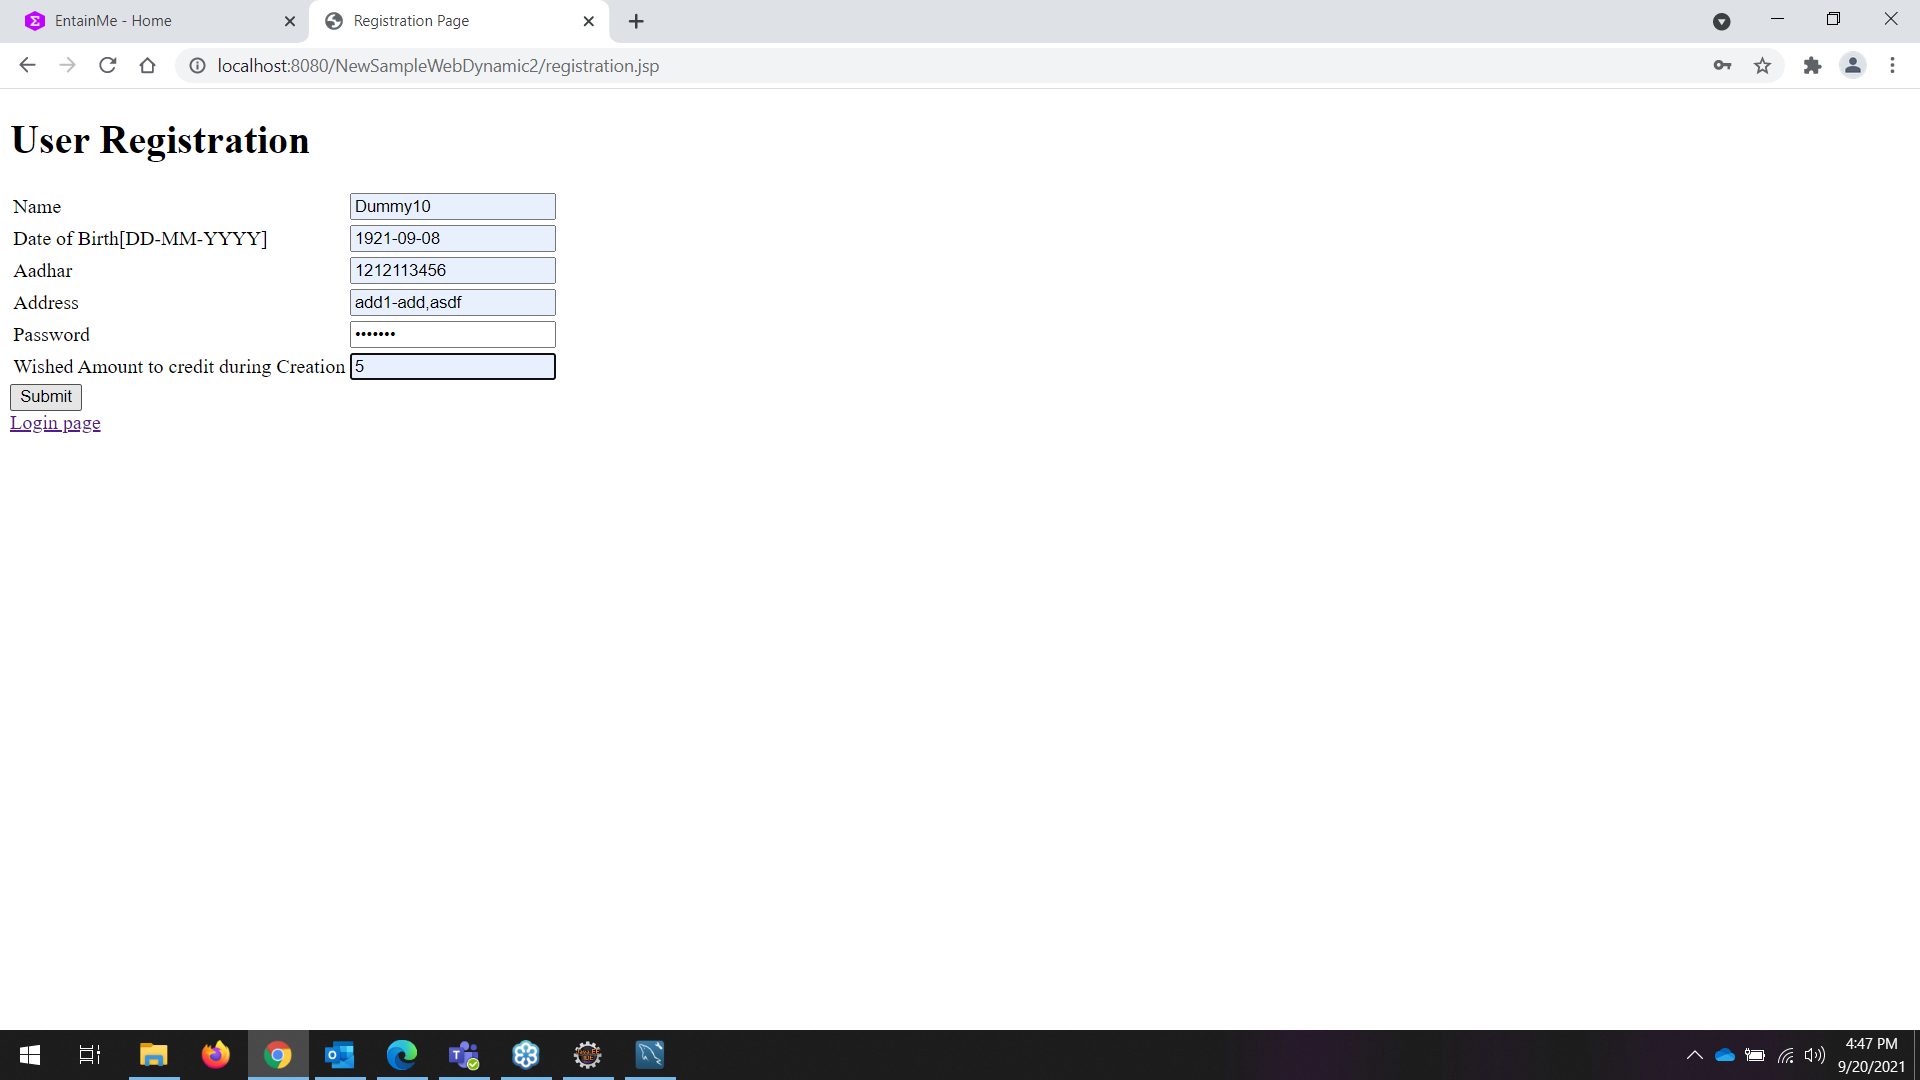 EntainMe - Home
Registration Page
localhost:8080/NewSampleWebDynamic2/registration.jsp
User Registration
Name Dummy10
Date of Birth[DD-MM-YYYY] 1921-09-08
Aadhar 1212113456
Address add1-add,asdf
Password •••••••
Wished Amount to credit during Creation 5
Submit
Login page
4:47 PM
9/20/2021